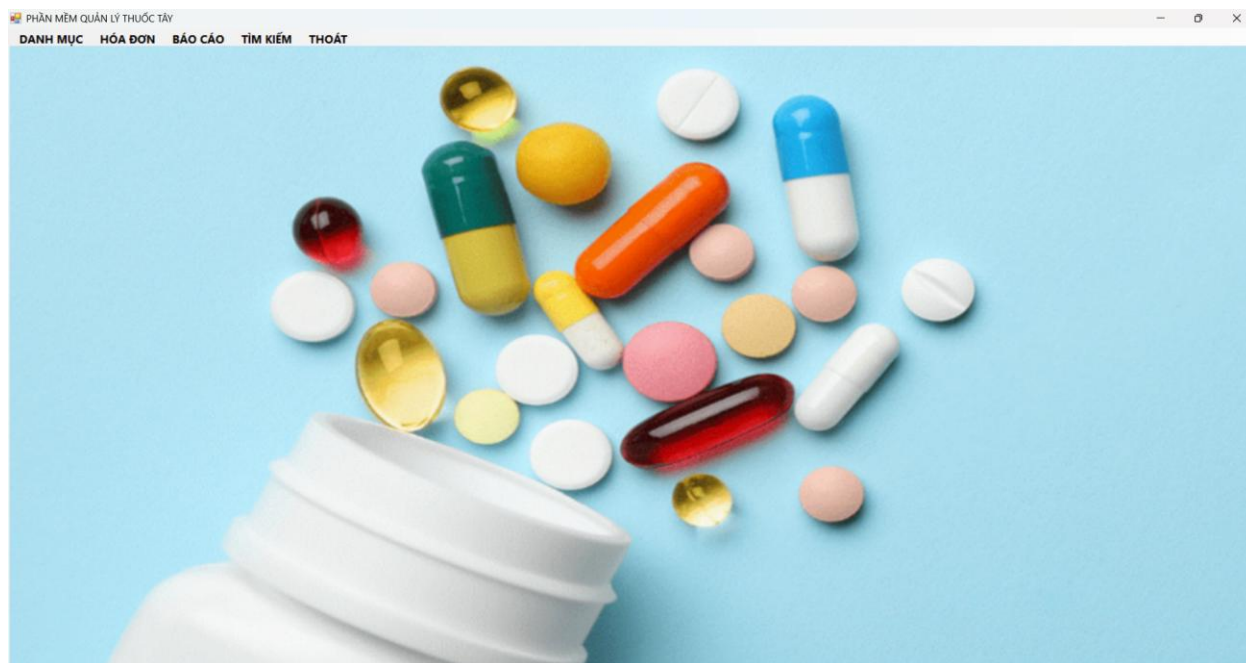 PHẦN MỀM QUẢN LÝ THUỐC TÂY
DANH MỤC HÓA ĐƠN BÁO CÁO TÌM KIẾM THOÁT